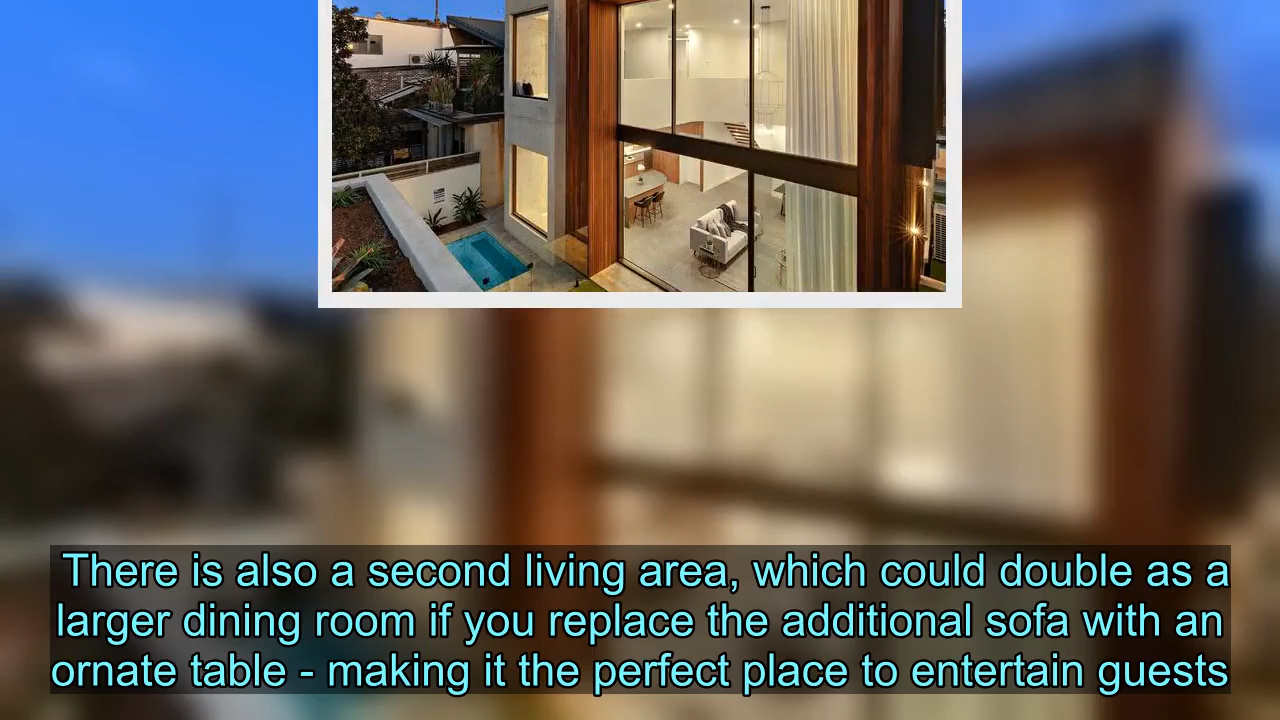 There is also a second living area, which could double as a
larger dining room if you replace the additional sofa with an
ornate table - making it the perfect place to entertain guests